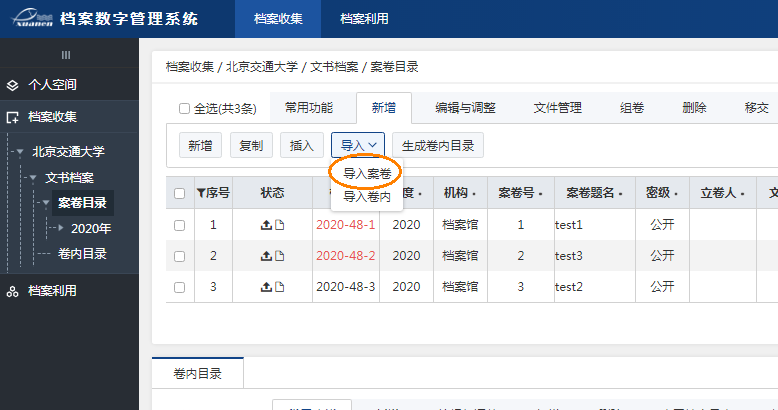 xuanen 档案数字管理系统 档案收集 档案利用
个人空间
档案收集
北京交通大学
文书档案
案卷目录
2020年
卷内目录
档案利用
档案收集 / 北京交通大学 / 文书档案 / 案卷目录
全选(共3条) 常用功能 新增 编辑与调整 文件管理 组卷 删除 移交
新增 复制 插入 导入 生成卷内目录
导入案卷
导入卷内
序号 状态 度 机构 案卷号 案卷题名 密级 立卷人
1 2020-48-1 2020 档案馆 1 test1 公开
2 2020-48-2 2020 档案馆 2 test3 公开
3 2020-48-3 2020 档案馆 3 test2 公开
卷内目录